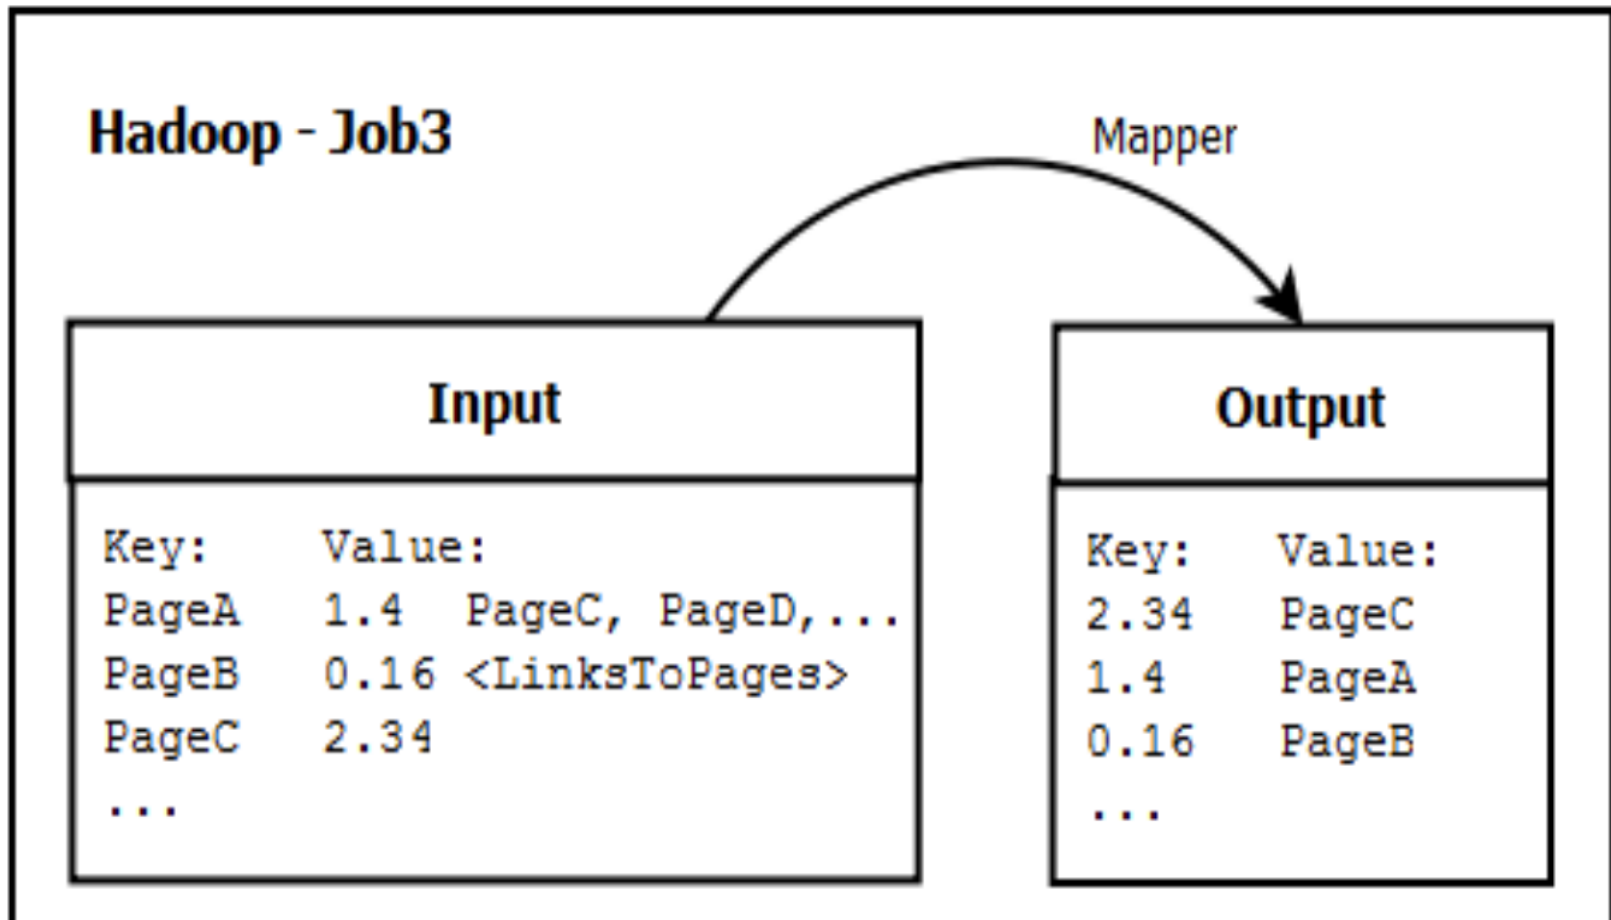 Hadoop - Job3
Mapper
Input
Key: Value:
PageA 1.4 PageC, PageD,...
PageB 0.16 <LinksToPages>
PageC 2.34
...
Output
Key: Value:
2.34 PageC
1.4 PageA
0.16 PageB
...